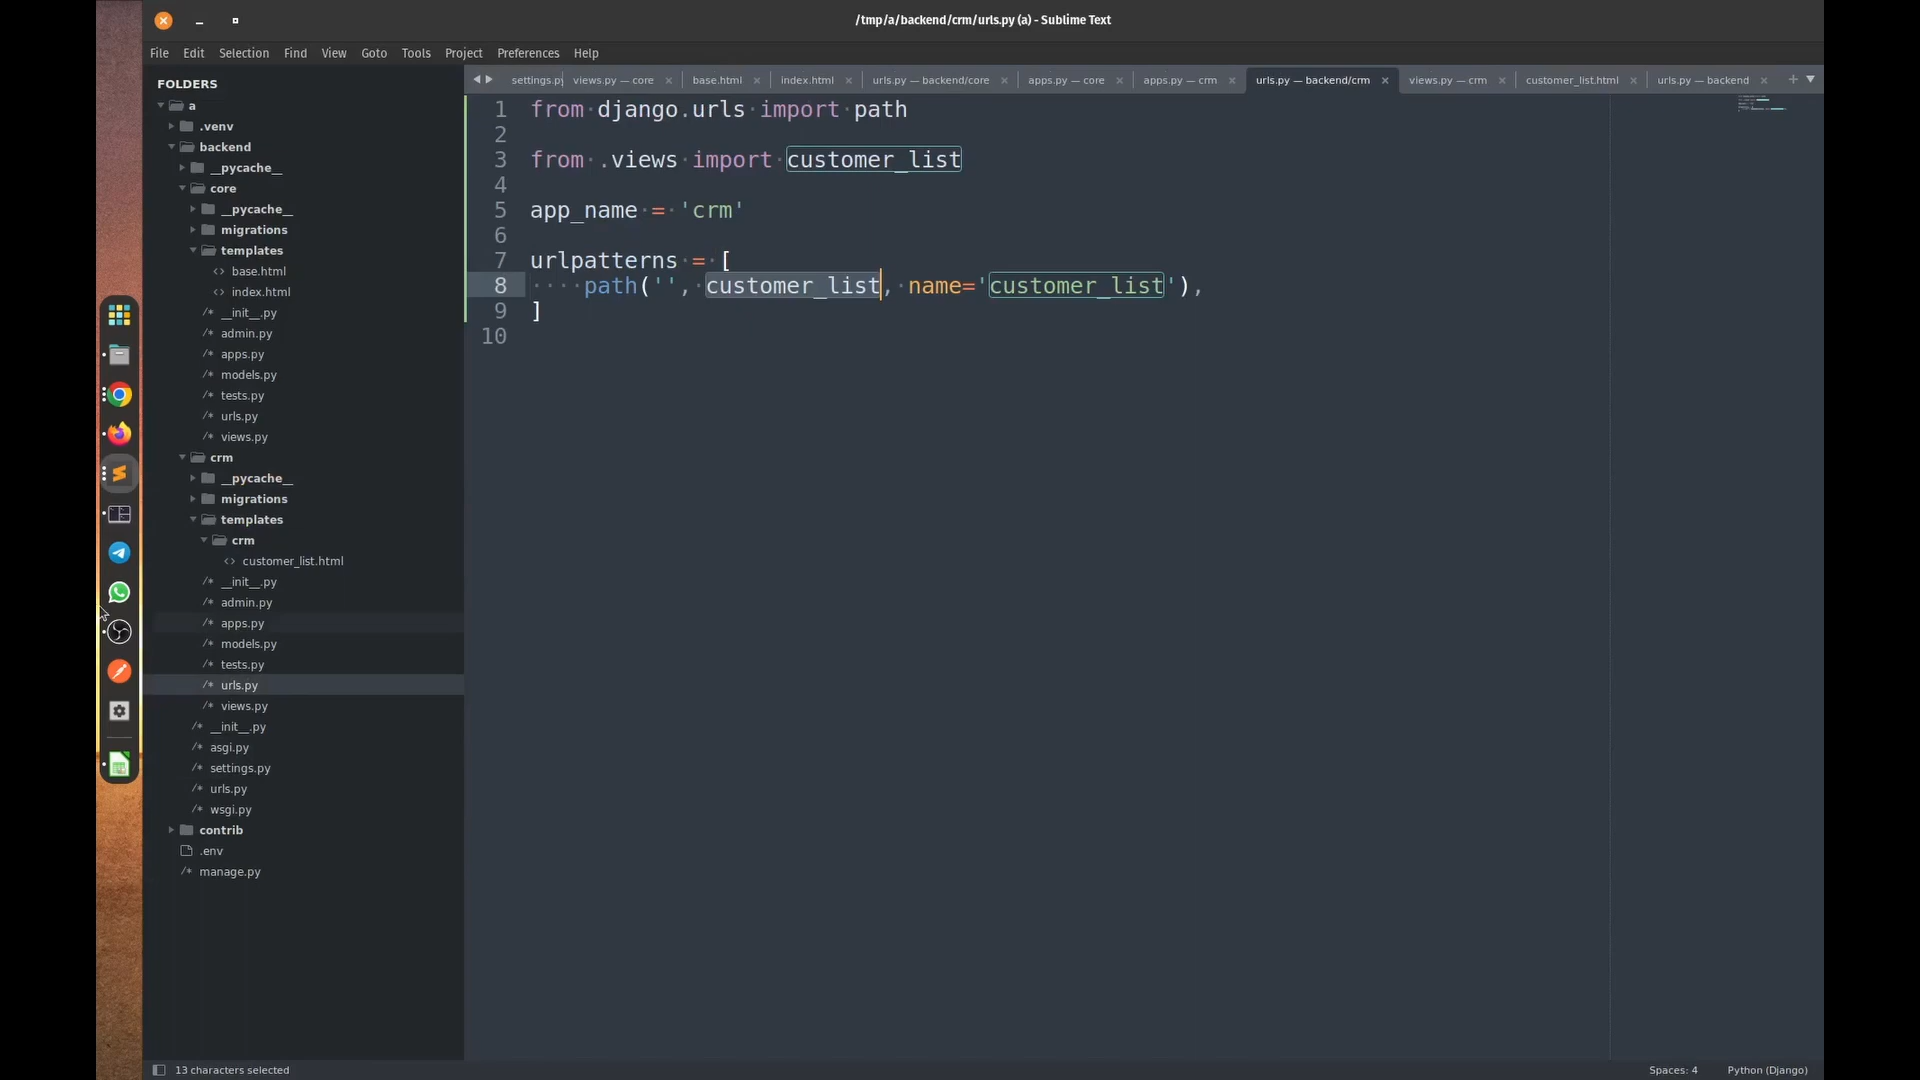 /tmp/a/backend/crm/urls.py (a) - Sublime Text
File Edit Selection Find View Goto Tools Project Preferences Help
FOLDERS
a
.venv
backend
__pycache__
core
__pycache__
migrations
templates
base.html
index.html
__init__.py
admin.py
apps.py
models.py
tests.py
urls.py
views.py
crm
__pycache__
migrations
templates
crm
customer_list.html
__init__.py
admin.py
apps.py
models.py
tests.py
urls.py
views.py
__init__.py
asgi.py
settings.py
urls.py
wsgi.py
contrib
.env
manage.py
settings.py views.py — core base.html index.html urls.py — backend/core apps.py — core apps.py — crm urls.py — backend/crm views.py — crm customer_list.html urls.py — backend
1 from django.urls import path
2
3 from .views import customer_list
4
5 app_name = 'crm'
6
7 urlpatterns = [
8 path('', customer_list, name='customer_list'),
9 ]
10
13 characters selected
Spaces: 4 Python (Django)